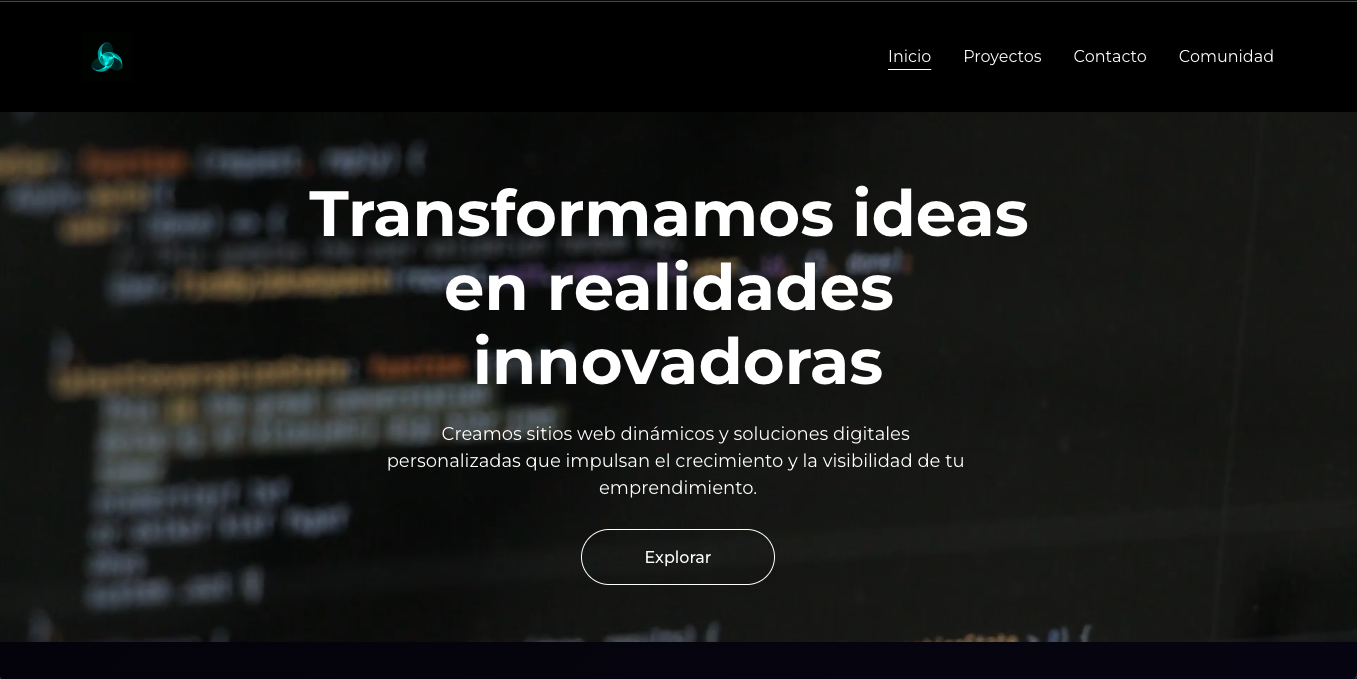 Inicio Proyectos Contacto Comunidad
Transformamos ideas
en realidades
innovadoras
Creamos sitios web dinámicos y soluciones digitales
personalizadas que impulsan el crecimiento y la visibilidad de tu
emprendimiento.
Explorar